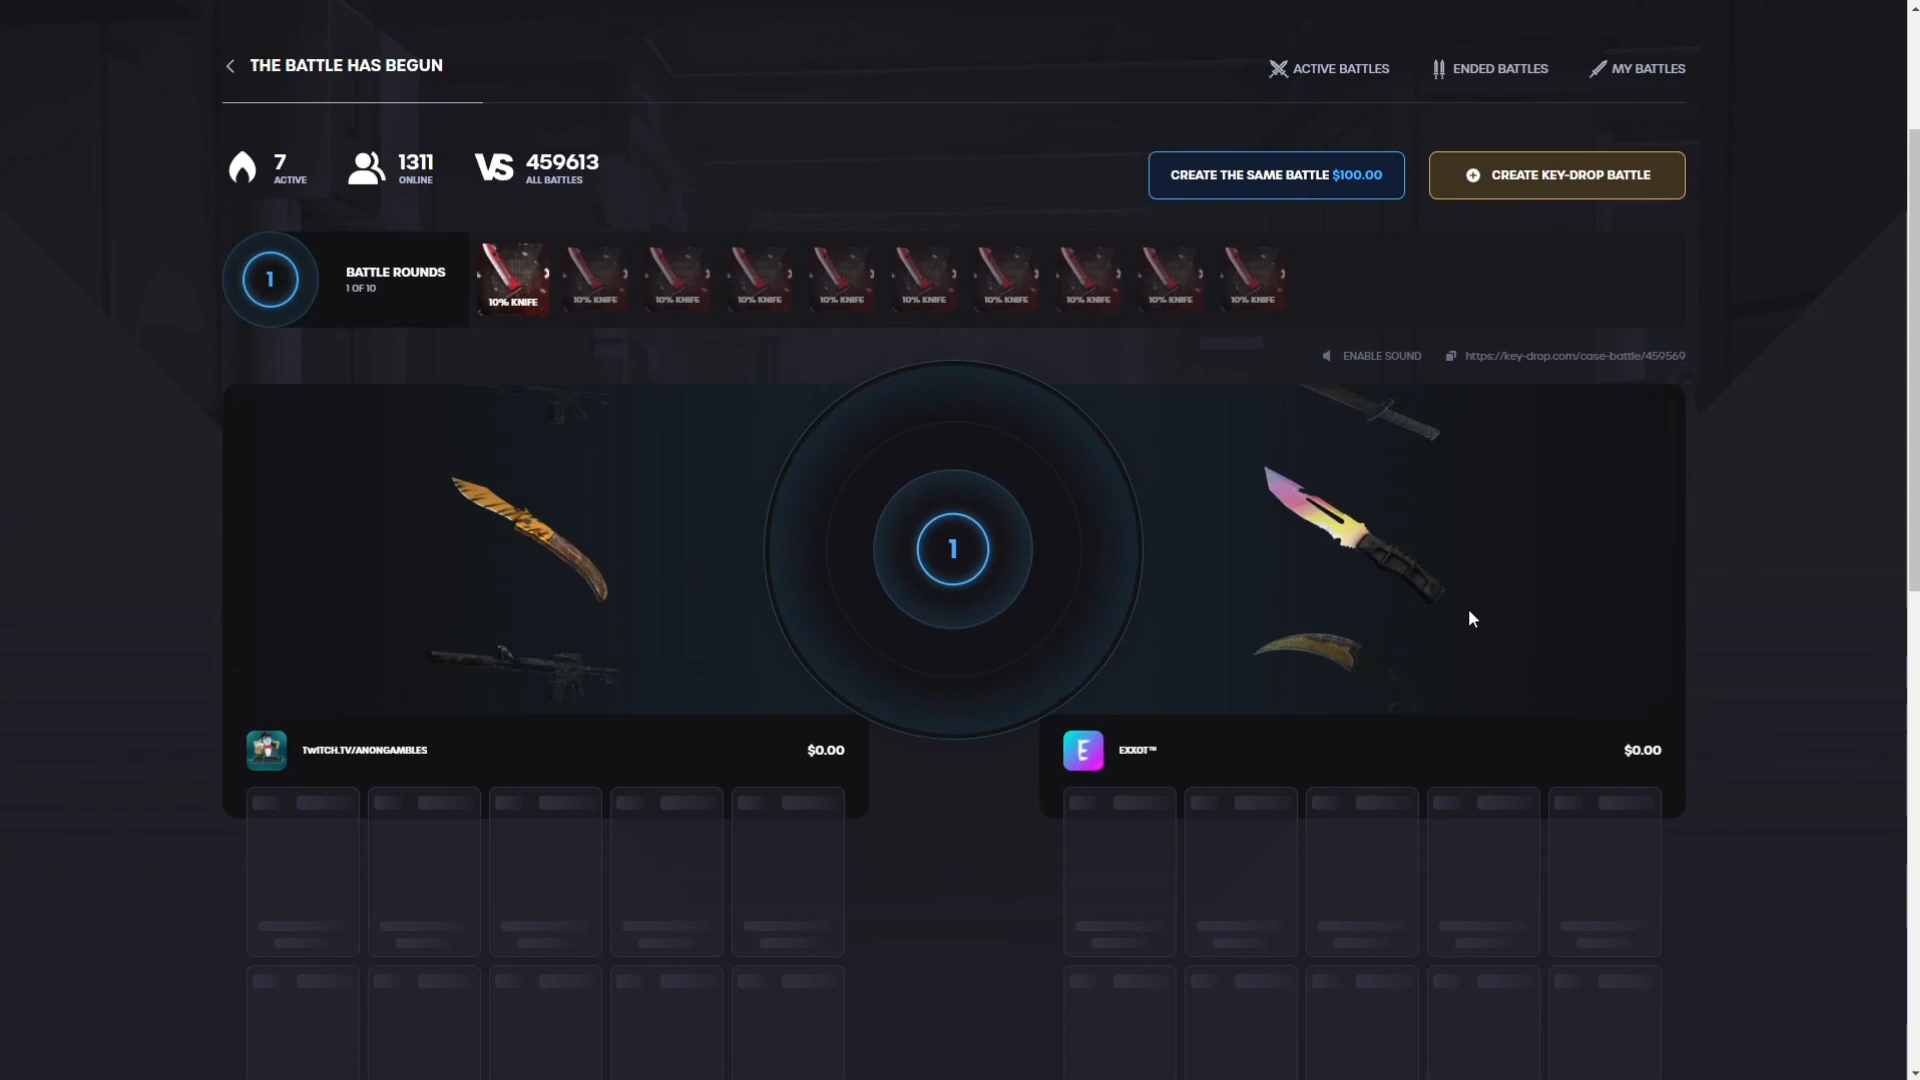 THE BATTLE HAS BEGUN
ACTIVE BATTLES
ENDED BATTLES
MY BATTLES
7
ACTIVE
1311
ONLINE
VS
459613
ALL BATTLES
CREATE THE SAME BATTLE $100.00
CREATE KEY-DROP BATTLE
1
BATTLE ROUNDS
1 OF 10
10% KNIFE
10% KNIFE
10% KNIFE
10% KNIFE
10% KNIFE
10% KNIFE
10% KNIFE
10% KNIFE
10% KNIFE
10% KNIFE
ENABLE SOUND
https://key-drop.com/case-battle/459569
1
TWITCH.TV/ANONGAMBLES
$0.00
E
EXXOT™
$0.00